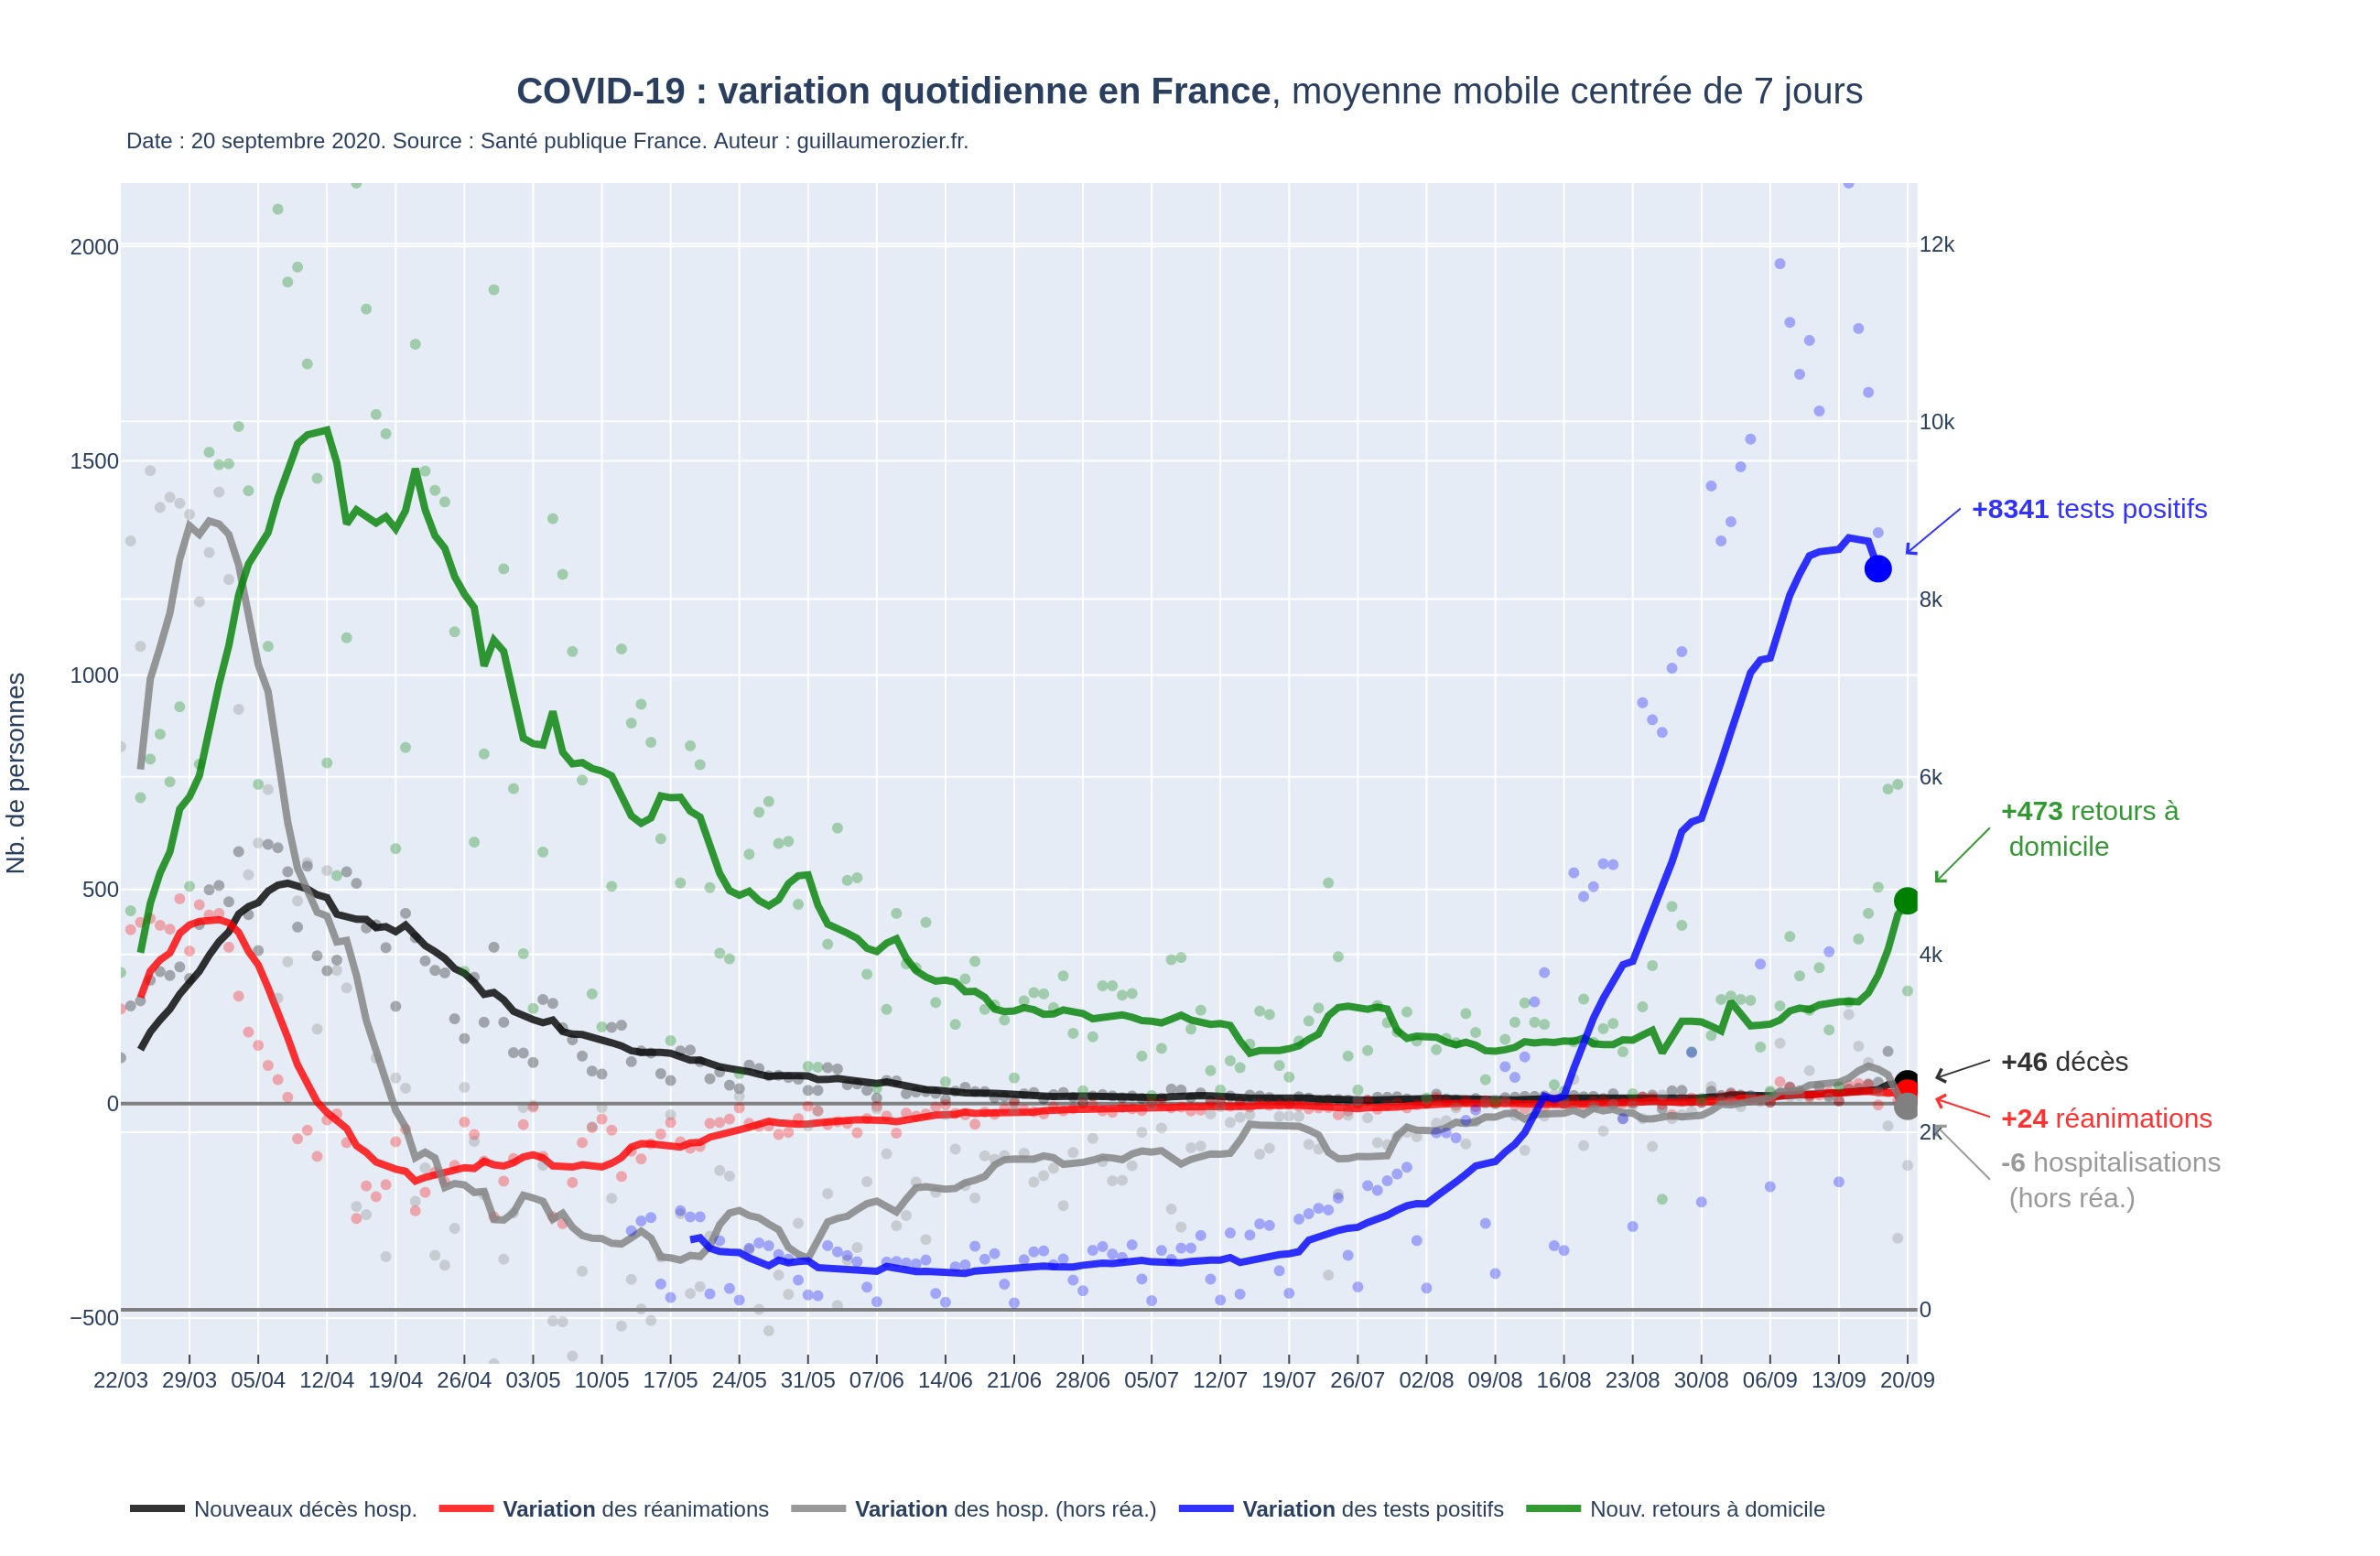 COVID-19 : variation quotidienne en France, moyenne mobile centrée de 7 jours
Date : 20 septembre 2020. Source : Santé publique France. Auteur : guillaumerozier.fr.
Nb. de personnes
2000
1500
1000
500
0
−500
12k
10k
8k
6k
4k
2k
0
+8341 tests positifs
+473 retours à
domicile
+46 décès
+24 réanimations
-6 hospitalisations
(hors réa.)
22/03 29/03 05/04 12/04 19/04 26/04 03/05 10/05 17/05 24/05 31/05 07/06 14/06 21/06 28/06 05/07 12/07 19/07 26/07 02/08 09/08 16/08 23/08 30/08 06/09 13/09 20/09
Nouveaux décès hosp. Variation des réanimations Variation des hosp. (hors réa.) Variation des tests positifs Nouv. retours à domicile